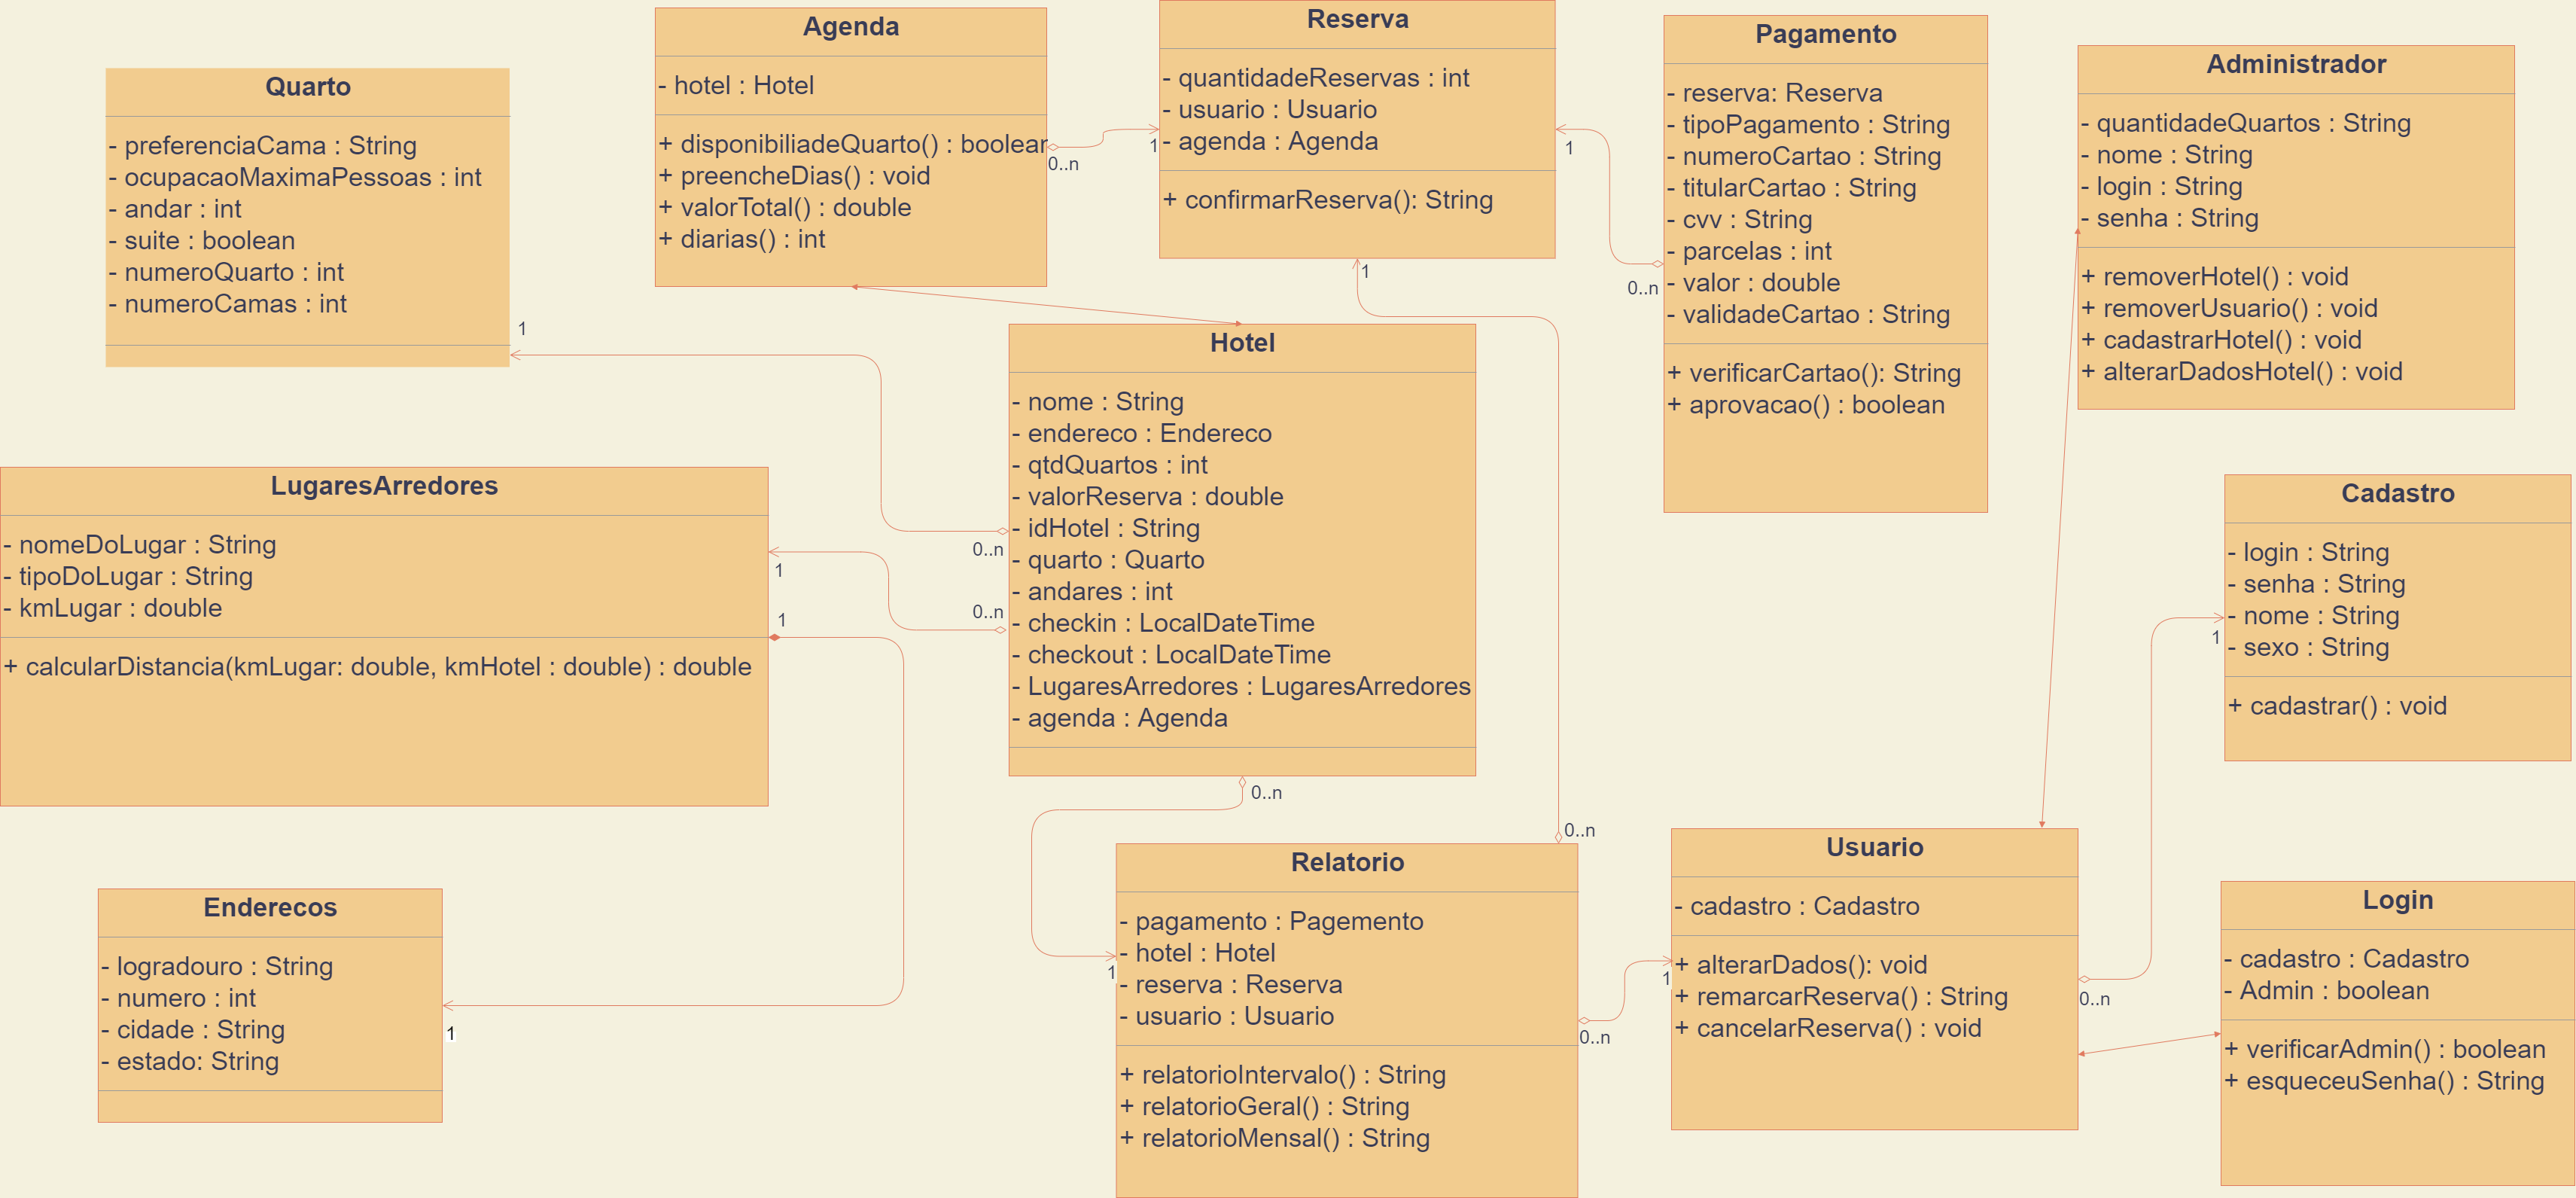 Quarto
- preferenciaCama : String
- ocupacaoMaximaPessoas : int
- andar : int
- suite : boolean
- numeroQuarto : int
- numeroCamas : int
1
Agenda
- hotel : Hotel
+ disponibiliadeQuarto() : boolear
+ preencheDias() : void
+ valorTotal() : double
+ diarias() : int
0..n
1
Reserva
- quantidadeReservas : int
- usuario : Usuario
- agenda : Agenda
+ confirmarReserva(): String
1
1
0..n
Pagamento
- reserva: Reserva
- tipoPagamento : String
- numeroCartao : String
- titularCartao : String
- cvv : String
- parcelas : int
- valor : double
- validadeCartao : String
+ verificarCartao(): String
+ aprovacao() : boolean
Administrador
- quantidadeQuartos : String
- nome : String
- login : String
- senha : String
+ removerHotel() : void
+ removerUsuario() : void
+ cadastrarHotel() : void
+ alterarDadosHotel() : void
Hotel
- nome : String
- endereco : Endereco
- qtdQuartos : int
- valorReserva : double
- idHotel : String
- quarto : Quarto
- andares : int
- checkin : LocalDateTime
- checkout : LocalDateTime
- LugaresArredores : LugaresArredores
- agenda : Agenda
0..n
0..n
0..n
LugaresArredores
- nomeDoLugar : String
- tipoDoLugar : String
- kmLugar : double
+ calcularDistancia(kmLugar: double, kmHotel : double) : double
1
1
Cadastro
- login : String
- senha : String
- nome : String
- sexo : String
+ cadastrar() : void
1
Enderecos
- logradouro : String
- numero : int
- cidade : String
- estado: String
1
Relatorio
- pagamento : Pagemento
- hotel : Hotel
- reserva : Reserva
- usuario : Usuario
+ relatorioIntervalo() : String
+ relatorioGeral() : String
+ relatorioMensal() : String
1
0..n
0..n
Usuario
- cadastro : Cadastro
+ alterarDados(): void
+ remarcarReserva() : String
+ cancelarReserva() : void
1
0..n
Login
- cadastro : Cadastro
- Admin : boolean
+ verificarAdmin() : boolean
+ esqueceuSenha() : String